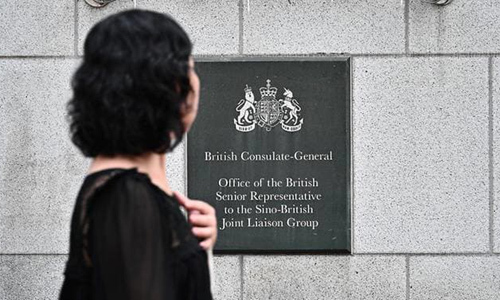 British Consulate-General
Office of the British
Senior Representative
to the Sino-British
Joint Liaison Group